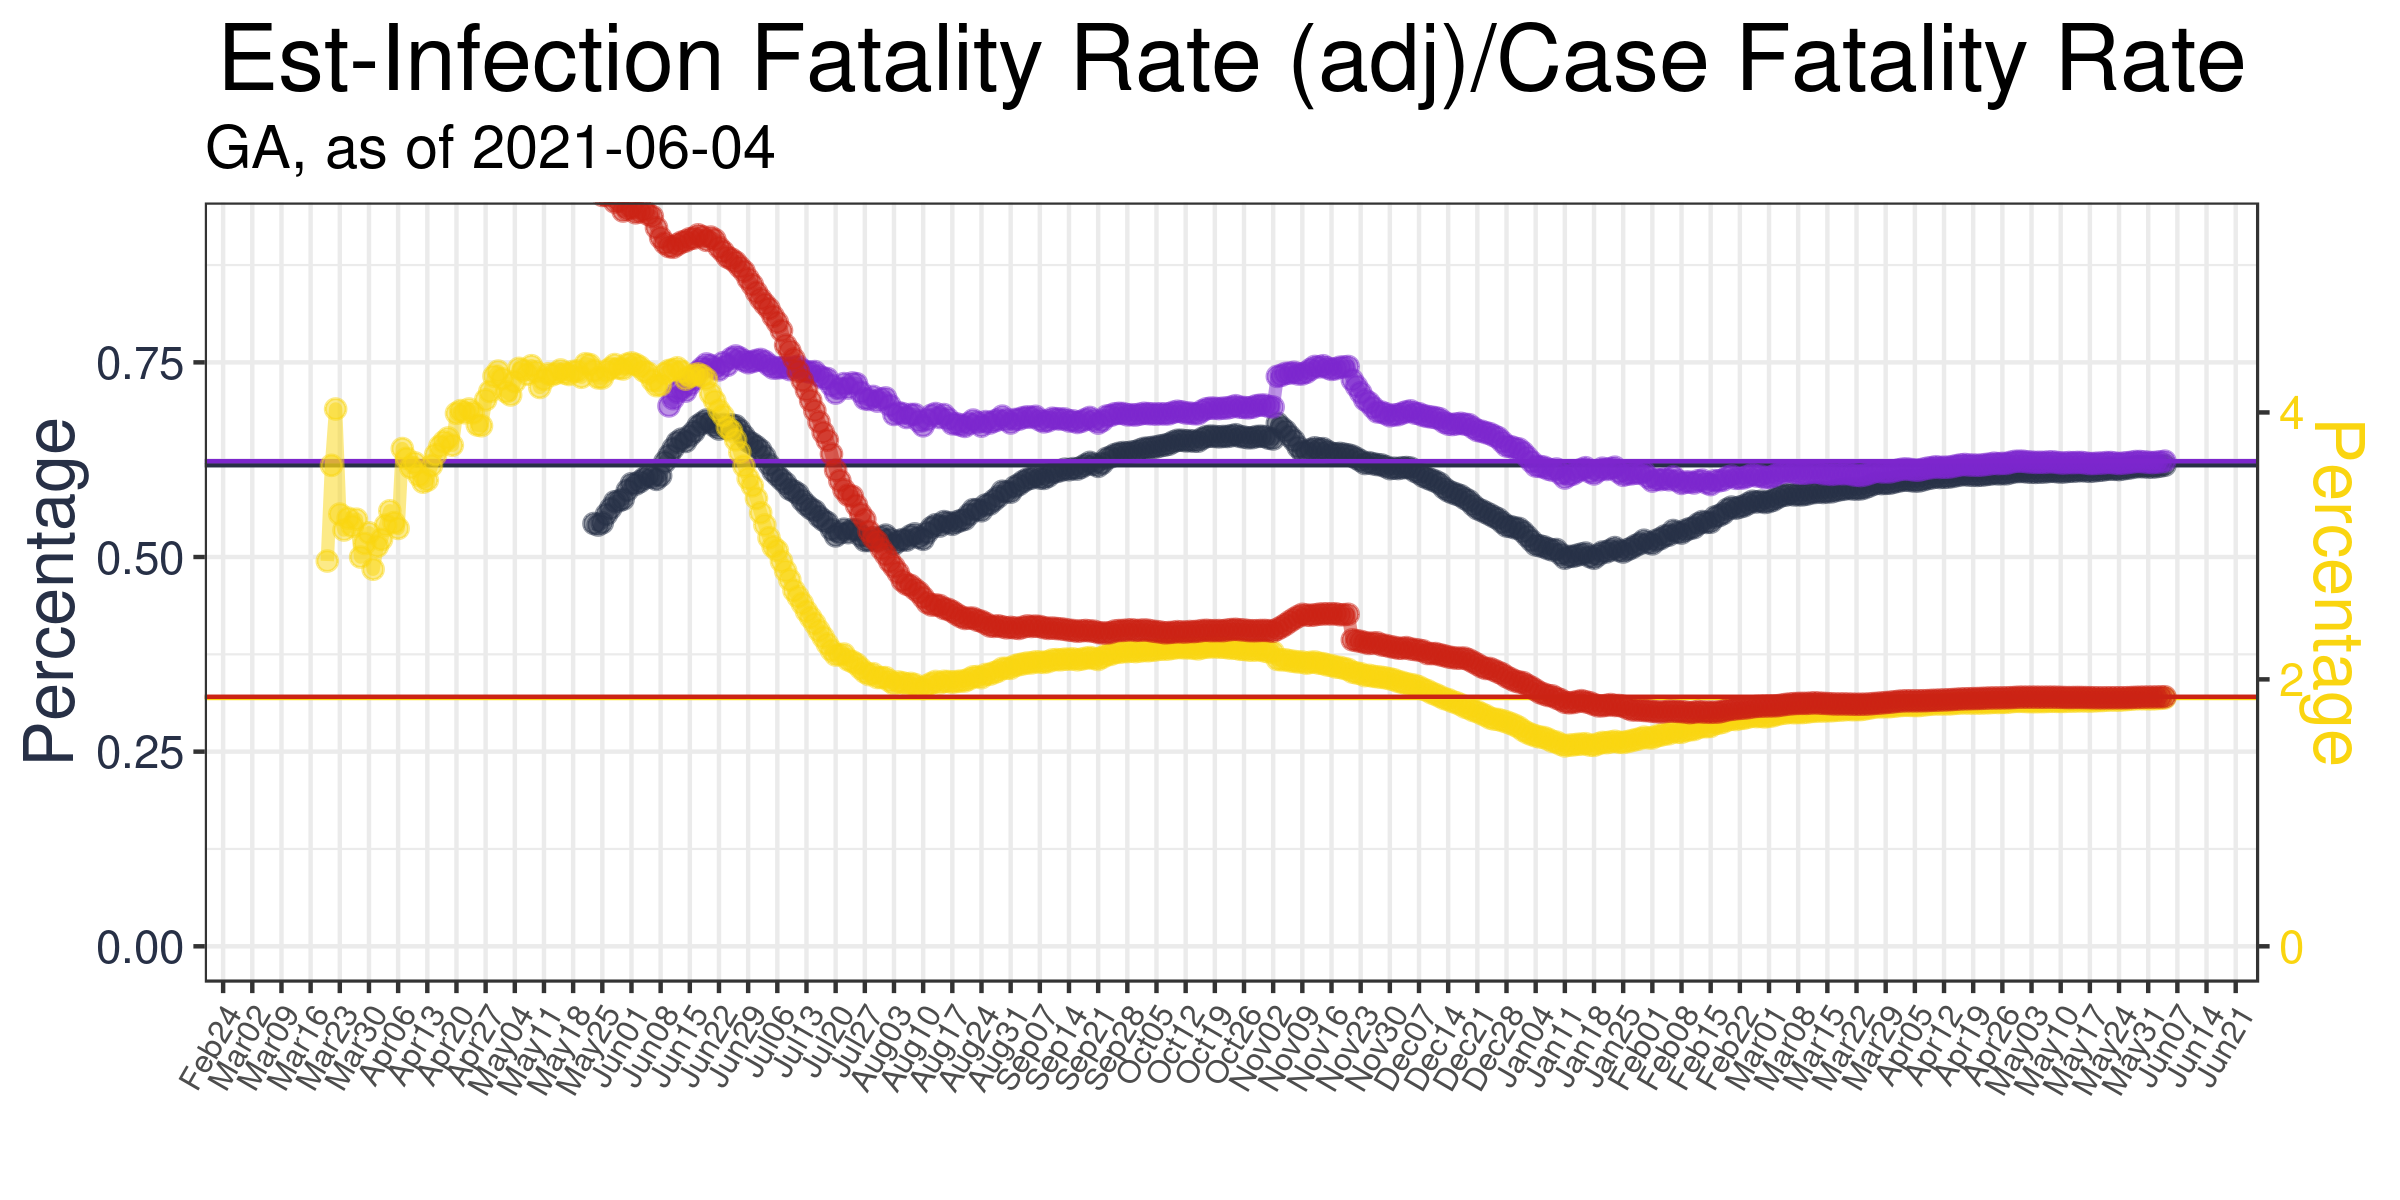 Est-Infection Fatality Rate (adj)/Case Fatality Rate
GA, as of 2021-06-04
Percentage
0.75
0.50
0.25
0.00
4
2
0
Percentage
Feb24
Mar02
Mar09
Mar16
Mar23
Mar30
Apr06
Apr13
Apr20
Apr27
May04
May11
May18
May25
Jun01
Jun08
Jun15
Jun22
Jun29
Jul06
Jul13
Jul20
Jul27
Aug03
Aug10
Aug17
Aug24
Aug31
Sep07
Sep14
Sep21
Sep28
Oct05
Oct12
Oct19
Oct26
Nov02
Nov09
Nov16
Nov23
Nov30
Dec07
Dec14
Dec21
Dec28
Jan04
Jan11
Jan18
Jan25
Feb01
Feb08
Feb15
Feb22
Mar01
Mar08
Mar15
Mar22
Mar29
Apr05
Apr12
Apr19
Apr26
May03
May10
May17
May24
May31
Jun07
Jun14
Jun21